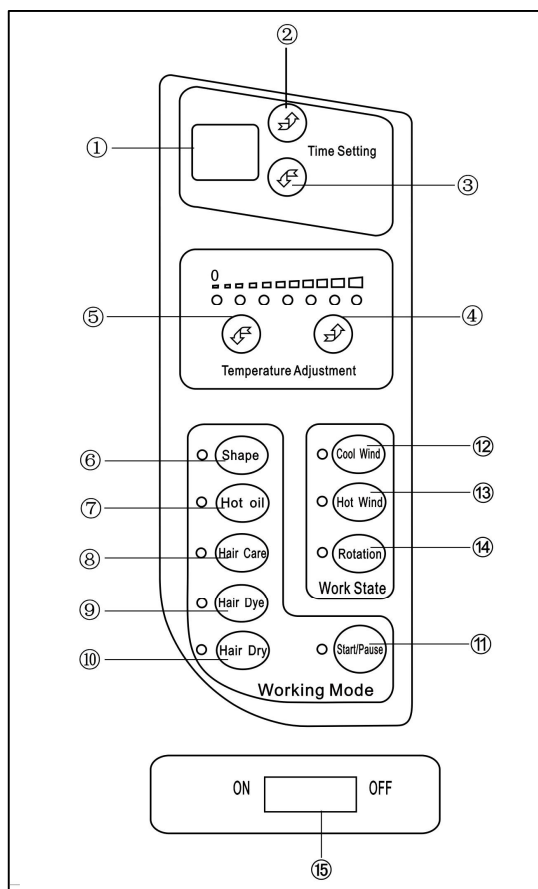 ②
①
Time Setting
③
0
⑤
④
Temperature Adjustment
⑥ Shape
⑦ Hot oil
⑧ Hair Care
⑨ Hair Dye
⑩ Hair Dry
Cool Wind ⑫
Hot Wind ⑬
Rotation ⑭
Work State
Start/Pause ⑪
Working Mode
ON OFF
⑮